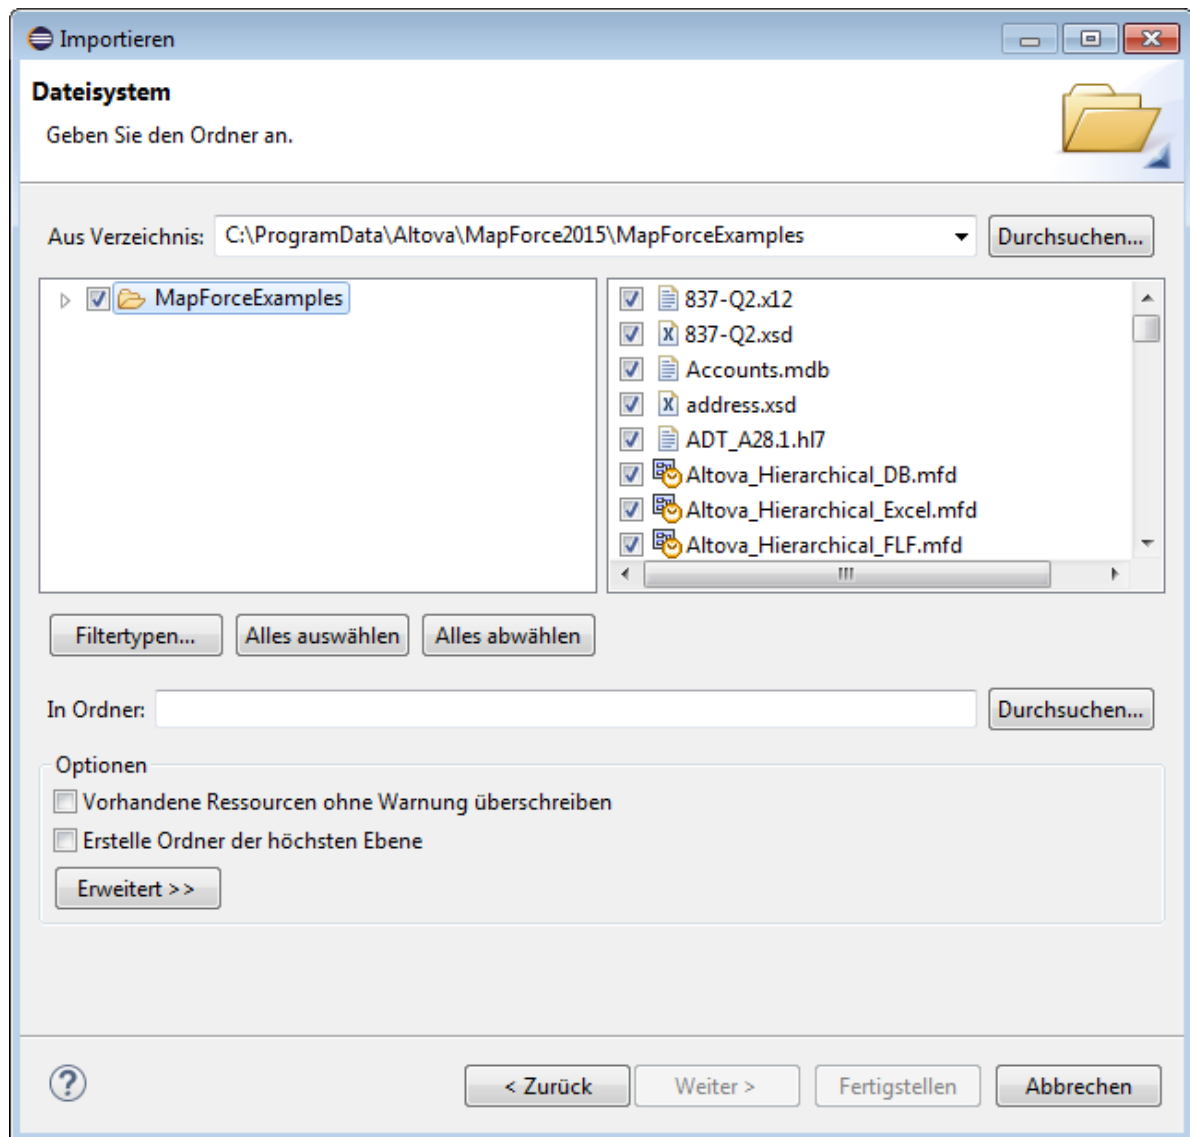 Importieren
Dateisystem
Geben Sie den Ordner an.
Aus Verzeichnis: C:\ProgramData\Altova\MapForce2015\MapForceExamples Durchsuchen...
MapForceExamples
837-Q2.x12
837-Q2.xsd
Accounts.mdb
address.xsd
ADT_A28.1.hl7
Altova_Hierarchical_DB.mfd
Altova_Hierarchical_Excel.mfd
Altova_Hierarchical_FLF.mfd
Filtertypen... Alles auswählen Alles abwählen
In Ordner: Durchsuchen...
Optionen
Vorhandene Ressourcen ohne Warnung überschreiben
Erstelle Ordner der höchsten Ebene
Erweitert >>
< Zurück Weiter > Fertigstellen Abbrechen